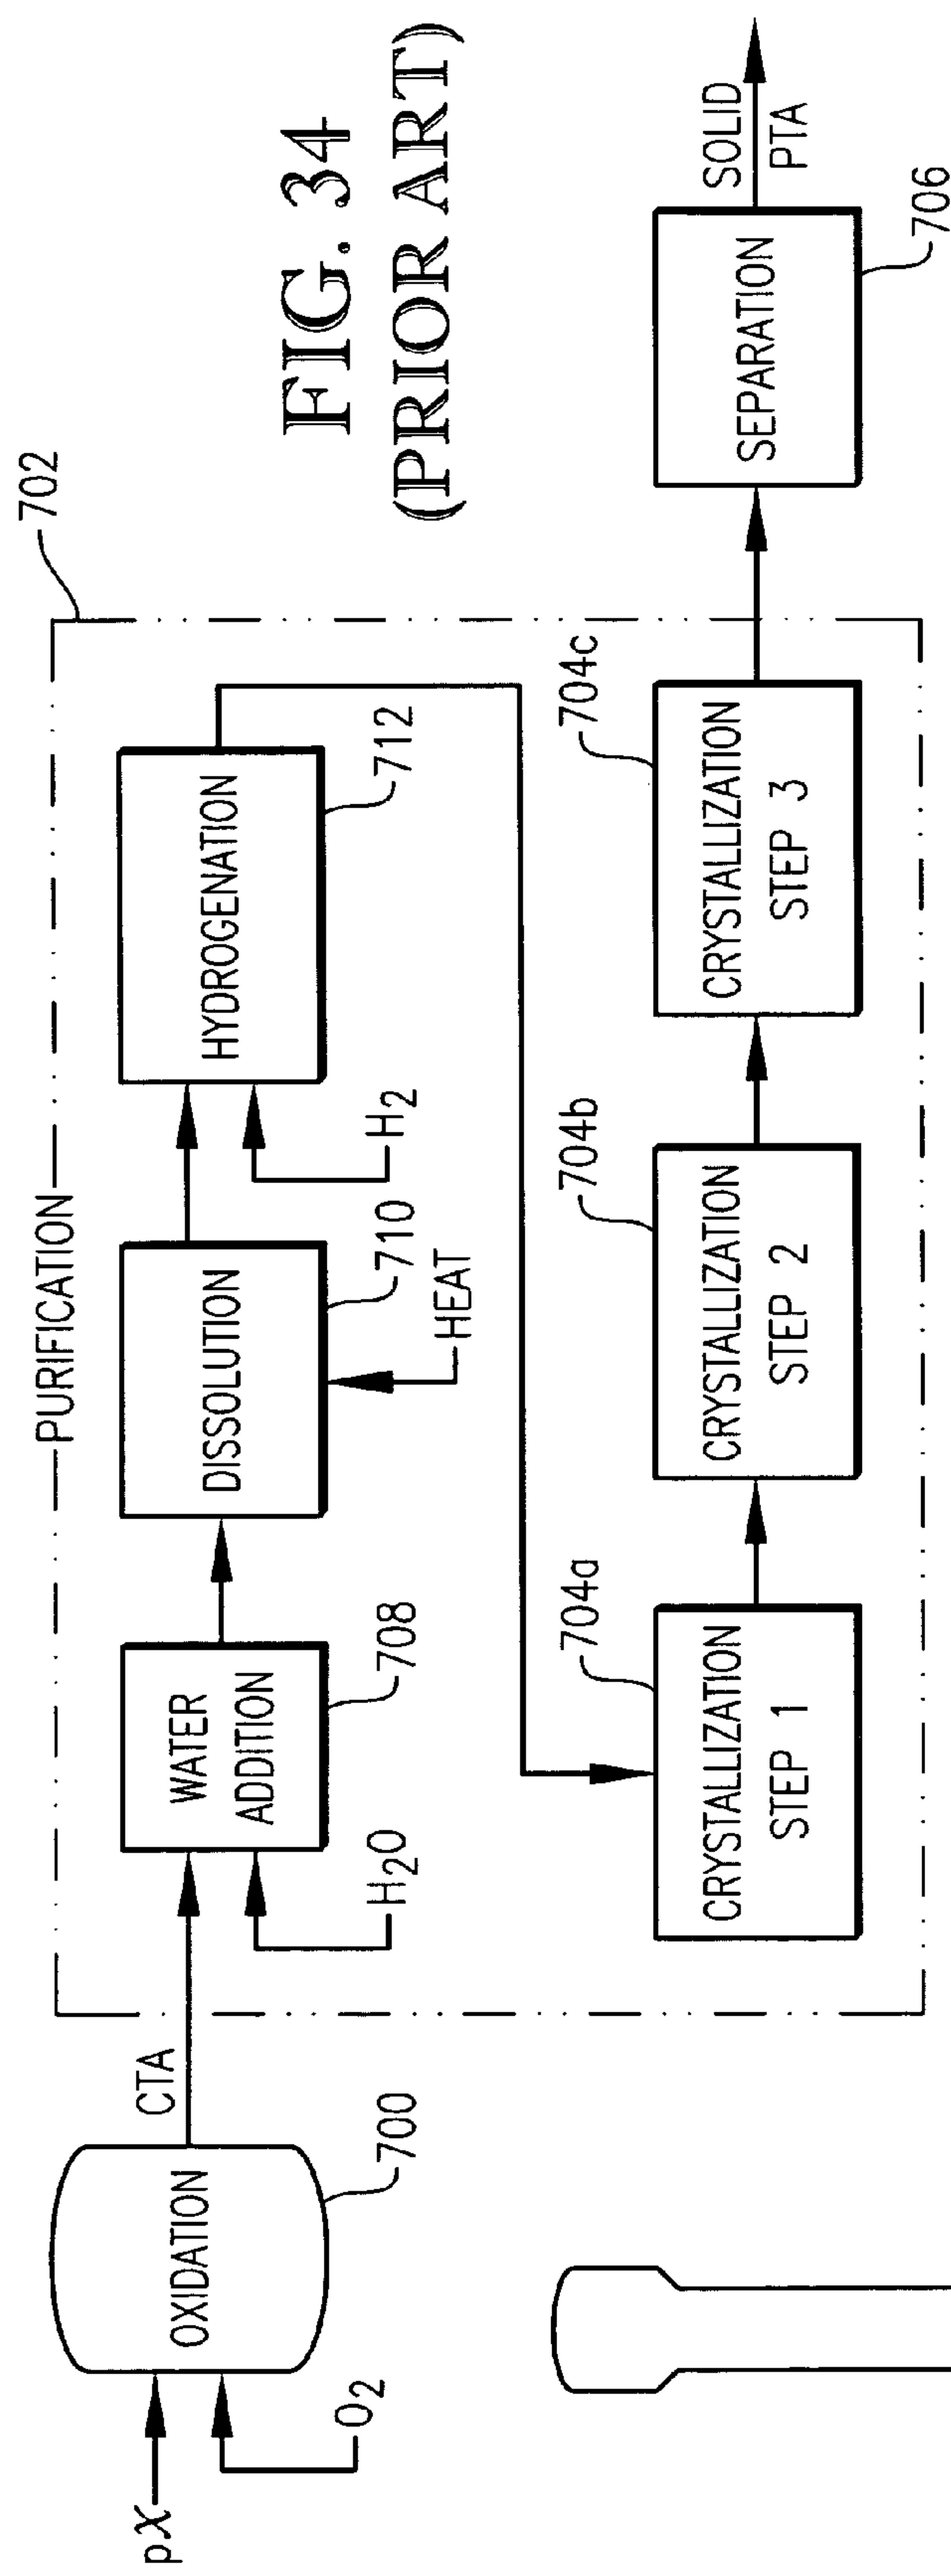 FIG. 34
(PRIOR ART)
702
PURIFICATION
pX
O2
OXIDATION
700
CTA
H2O
WATER
ADDITION
708
DISSOLUTION
710
HEAT
H2
HYDROGENATION
712
CRYSTALLIZATION
STEP 1
704a
CRYSTALLIZATION
STEP 2
704b
CRYSTALLIZATION
STEP 3
704c
SEPARATION
706
SOLID
PTA